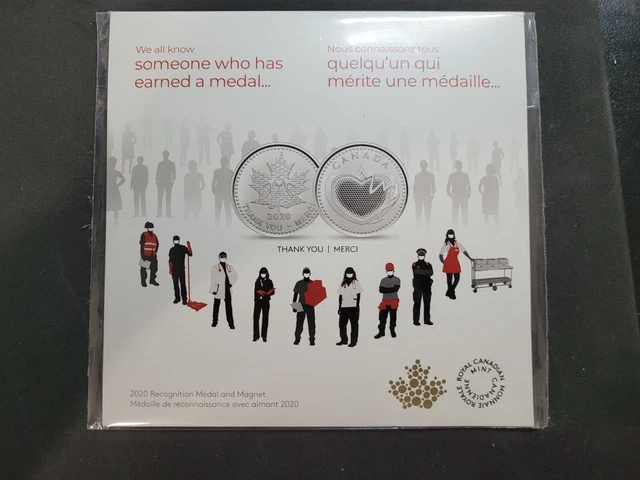 We all know
someone who has
earned a medal...
Nous connaissons tous
quelqu'un qui
mérite une médaille...
2020
THANK YOU • MERCI
CANADA
THANK YOU | MERCI
2020 Recognition Medal and Magnet
Médaille de reconnaissance avec aimant 2020
ROYAL CANADIAN MINT
MONNAIE ROYALE CANADIENNE